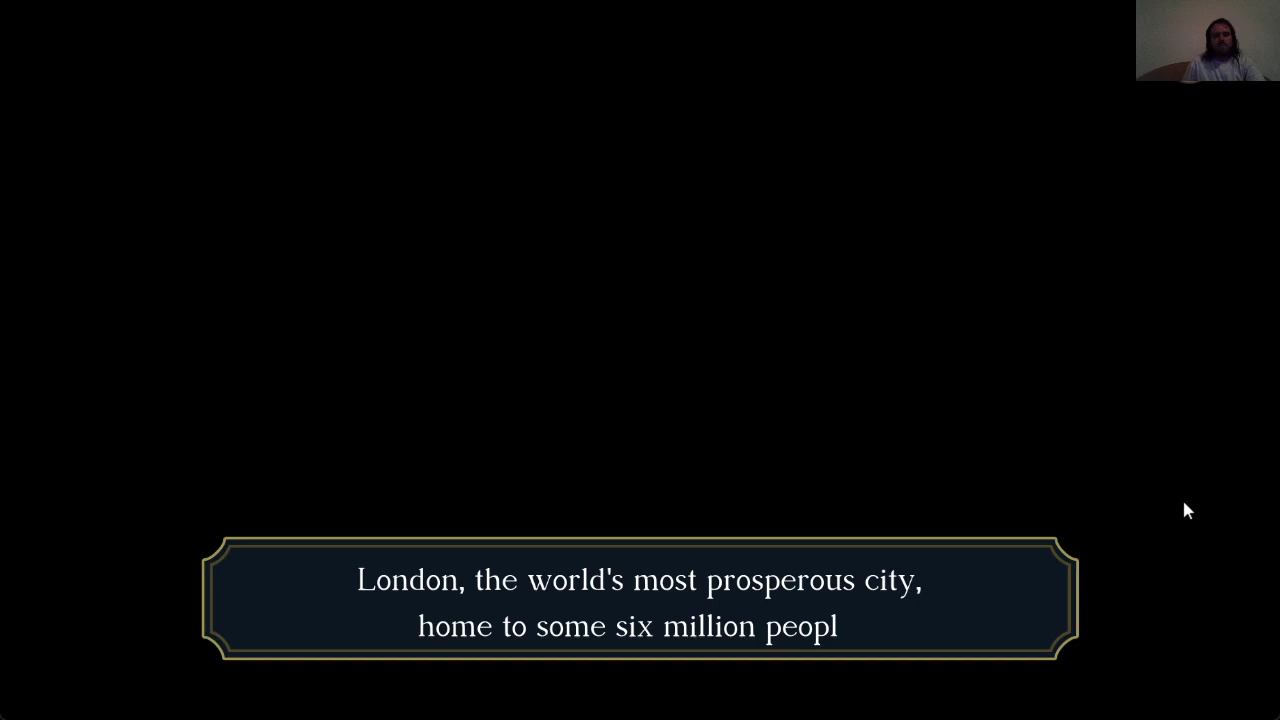 London, the world's most prosperous city,
home to some six million peopl